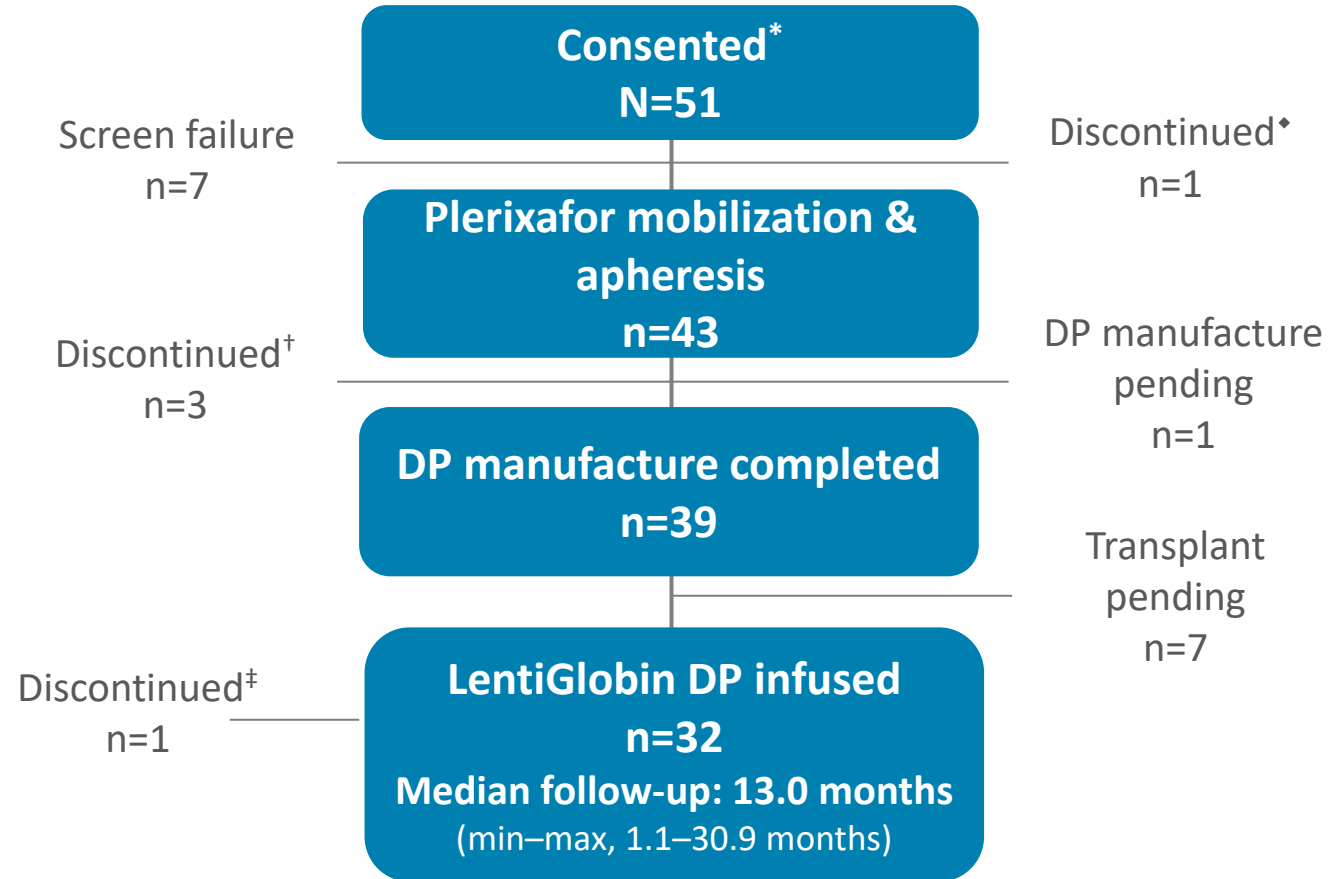 Consented*
N=51
Screen failure
n=7
Discontinued◆
n=1
Plerixafor mobilization &
apheresis
n=43
Discontinued†
n=3
DP manufacture
pending
n=1
DP manufacture completed
n=39
Transplant
pending
n=7
LentiGlobin DP infused
n=32
Median follow-up: 13.0 months
(min–max, 1.1–30.9 months)
Discontinued‡
n=1